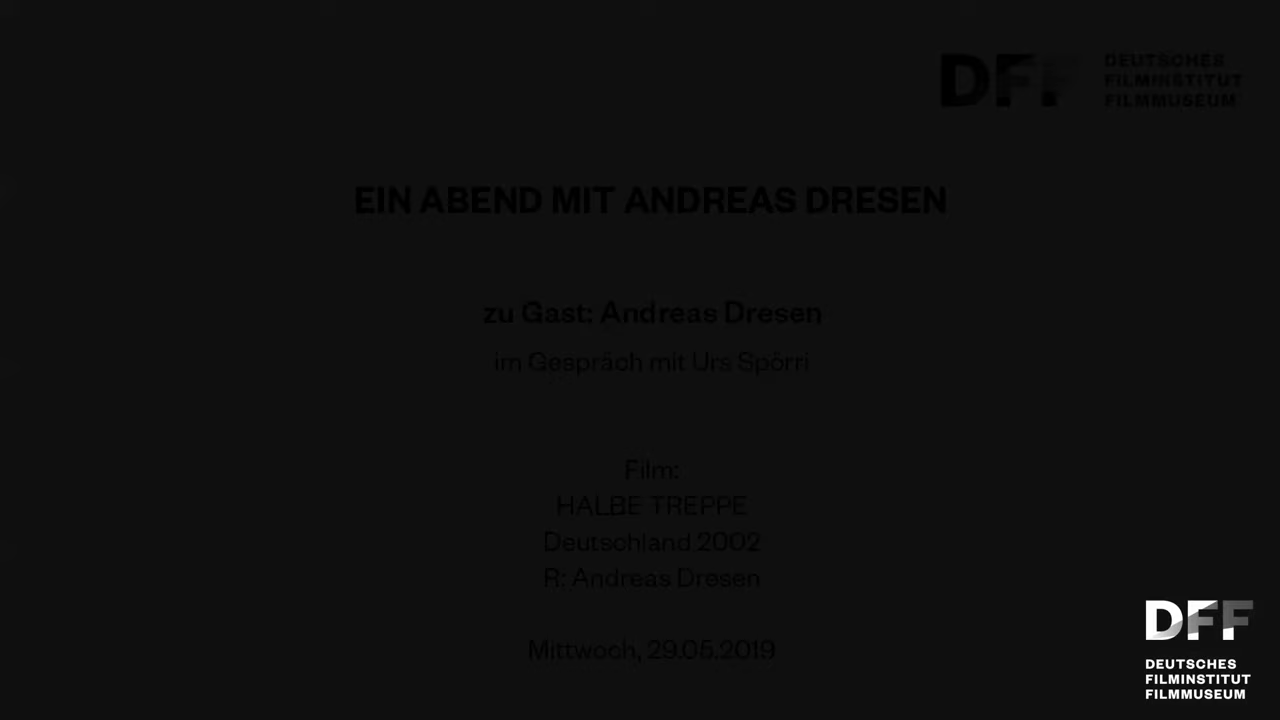 DFF
DEUTSCHES
FILMINSTITUT
FILMMUSEUM
EIN ABEND MIT ANDREAS DRESEN
zu Gast: Andreas Dresen
im Gespräch mit Urs Spörri
Film:
HALBE TREPPE
Deutschland 2002
R: Andreas Dresen
Mittwoch, 29.05.2019
DFF
DEUTSCHES
FILMINSTITUT
FILMMUSEUM